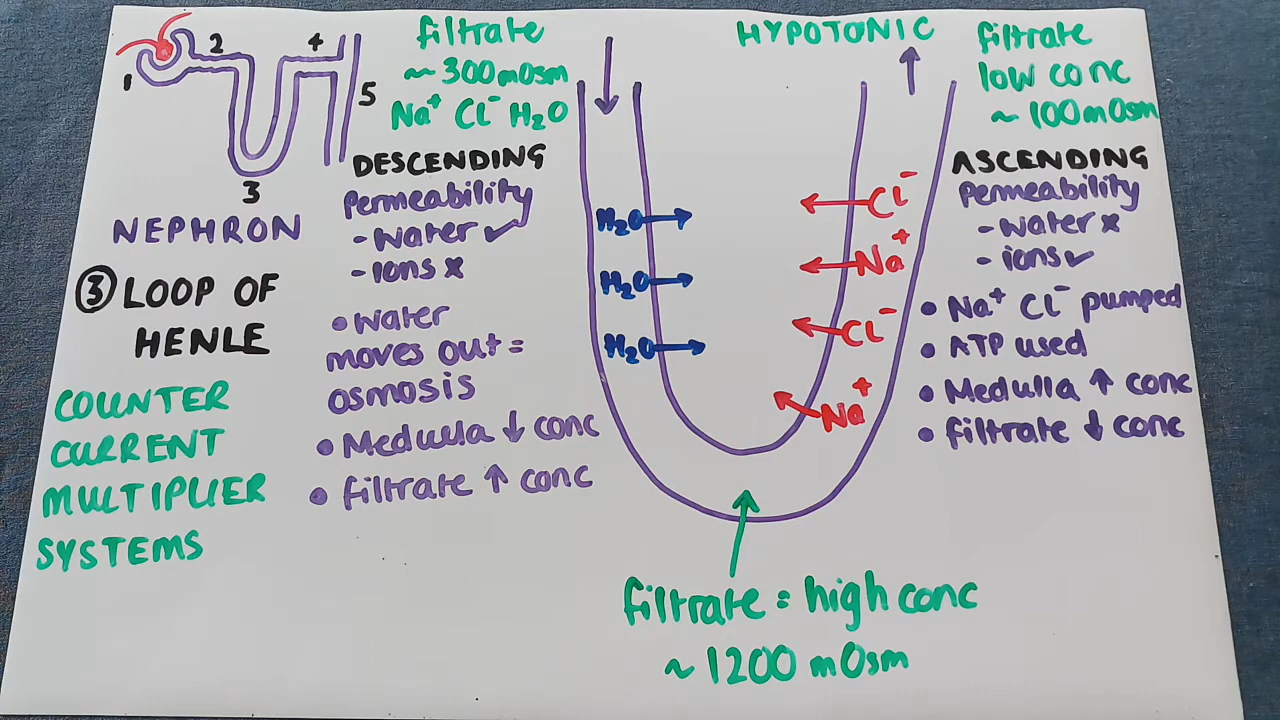 1
2
3
4
5
NEPHRON
③ LOOP OF
HENLE
COUNTER
CURRENT
MULTIPLIER
SYSTEMS
filtrate
~ 300mOsm
Na⁺ Cl⁻ H₂O
DESCENDING
Permeability
- Water ✓
- ions ×
• Water
moves out =
osmosis
• Medulla ↓ conc
• filtrate ↑ conc
H₂O
H₂O
H₂O
HYPOTONIC
Cl⁻
Na⁺
Cl⁻
Na⁺
filtrate = high conc
~ 1200 mOsm
filtrate
low conc
~ 100mOsm
ASCENDING
Permeability
- Water ×
- ions ✓
• Na⁺ Cl⁻ pumped
• ATP used
• Medulla ↑ conc
• filtrate ↓ conc